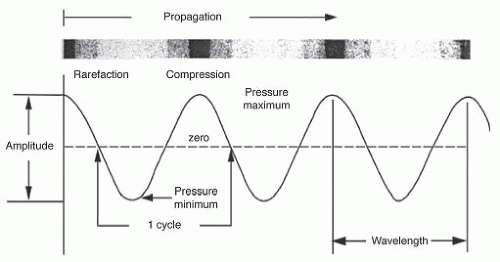 Propagation
Rarefaction
Compression
Pressure
maximum
zero
Amplitude
Pressure
minimum
1 cycle
Wavelength